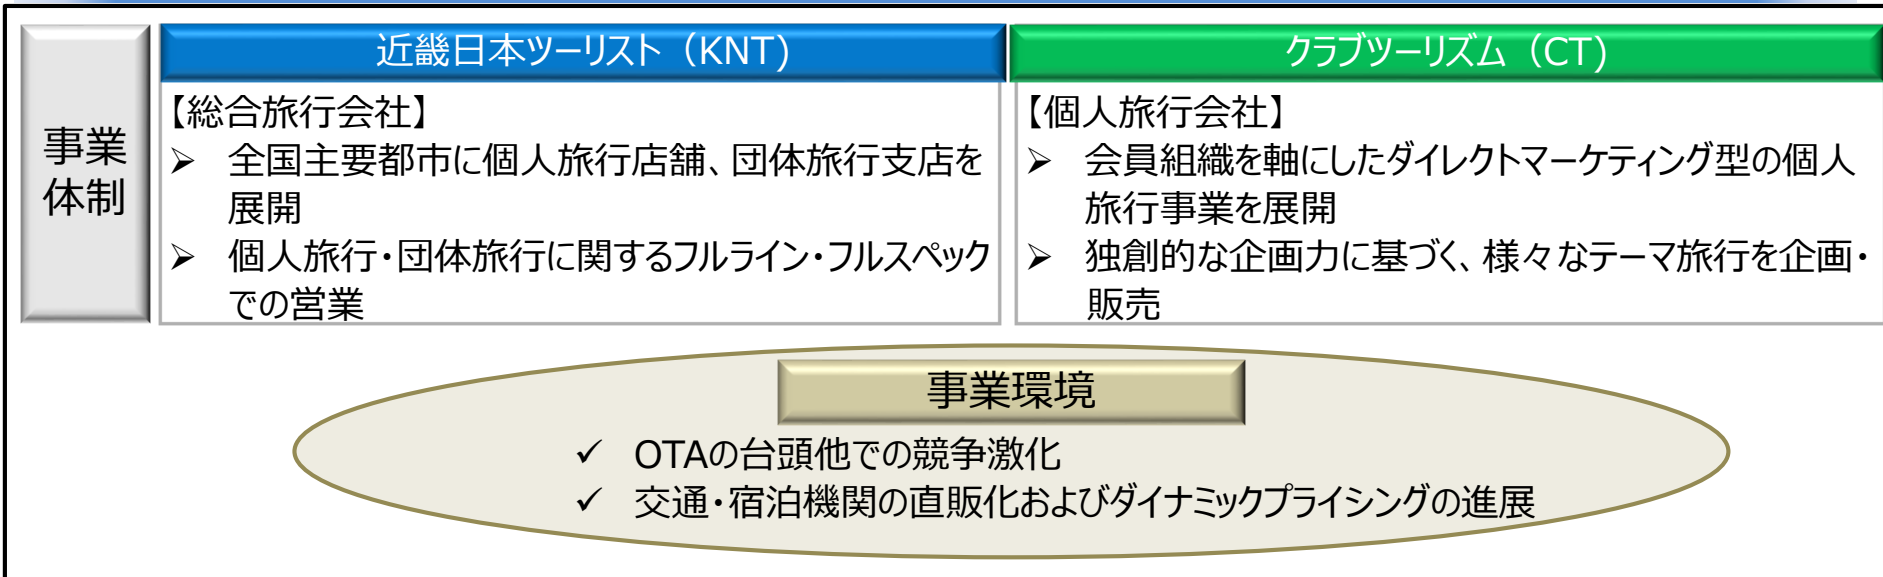 事業
体制
近畿日本ツーリスト（KNT)
【総合旅行会社】
➢ 全国主要都市に個人旅行店舗、団体旅行支店を
展開
➢ 個人旅行・団体旅行に関するフルライン・フルスペック
での営業
クラブツーリズム（CT)
【個人旅行会社】
➢ 会員組織を軸にしたダイレクトマーケティング型の個人
旅行事業を展開
➢ 独創的な企画力に基づく、様々なテーマ旅行を企画・
販売
事業環境
✓ OTAの台頭他での競争激化
✓ 交通・宿泊機関の直販化およびダイナミックプライシングの進展